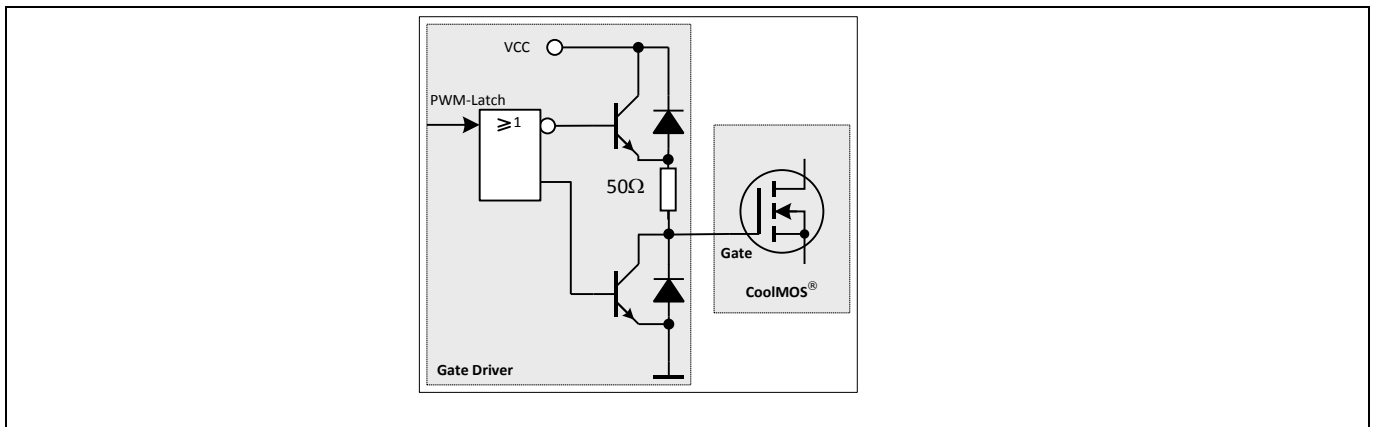 VCC
PWM-Latch
≥1
50Ω
Gate
CoolMOS®
Gate Driver